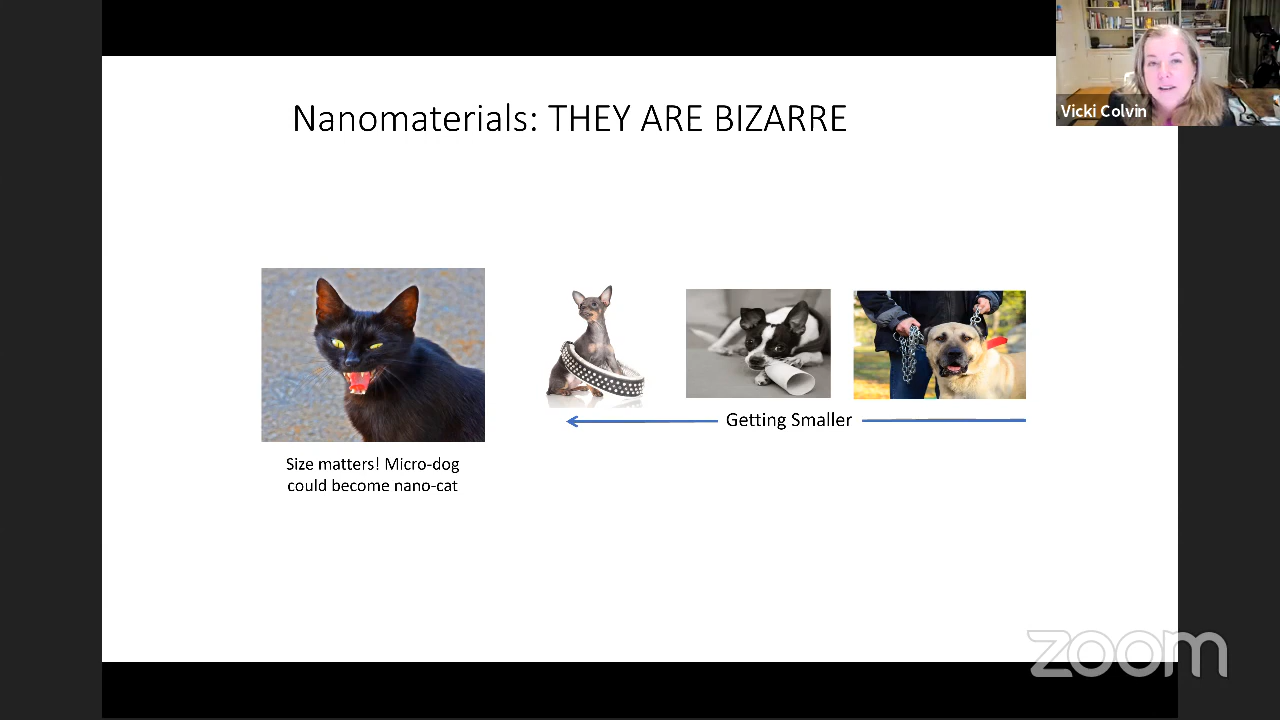 Nanomaterials: THEY ARE BIZARRE
Vicki Colvin
Getting Smaller
Size matters! Micro-dog
could become nano-cat
zoom